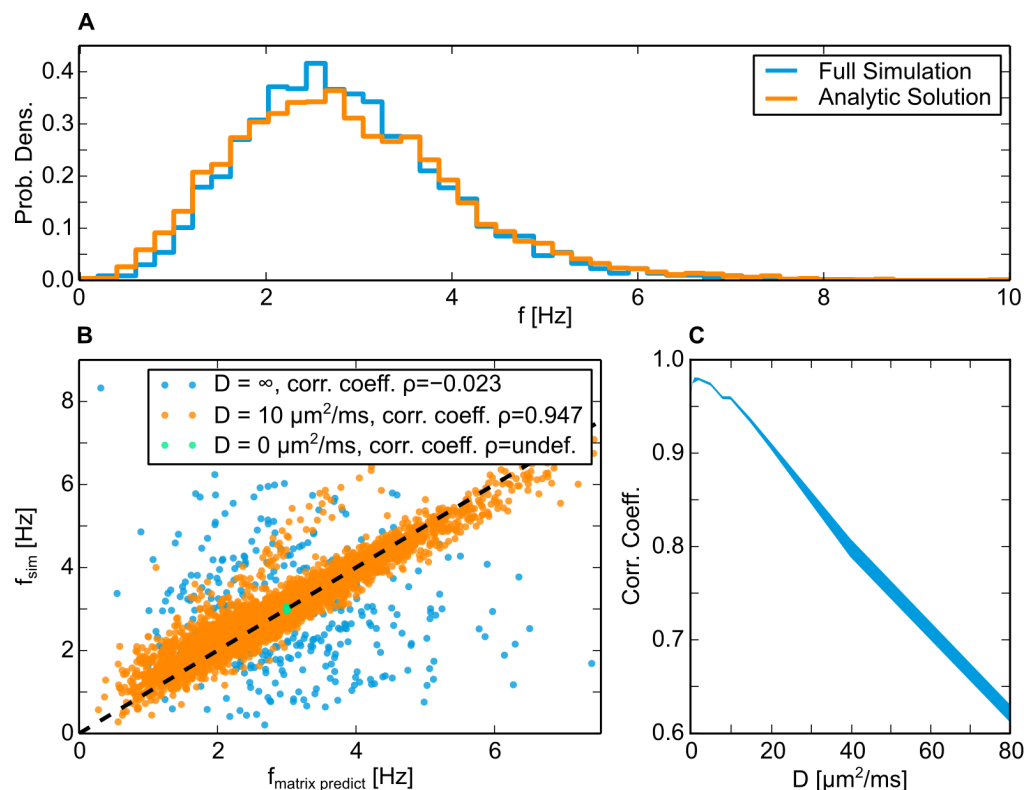 A
0.4
0.3
0.2
0.1
0.0
Prob. Dens.
Full Simulation
Analytic Solution
0 2 4 6 8 10
f [Hz]
B
8
6
4
2
0
f_sim [Hz]
D = ∞, corr. coeff. ρ=−0.023
D = 10 μm²/ms, corr. coeff. ρ=0.947
D = 0 μm²/ms, corr. coeff. ρ=undef.
0 2 4 6
f_matrix predict [Hz]
C
1.0
0.9
0.8
0.7
0.6
Corr. Coeff.
0 20 40 60 80
D [μm²/ms]